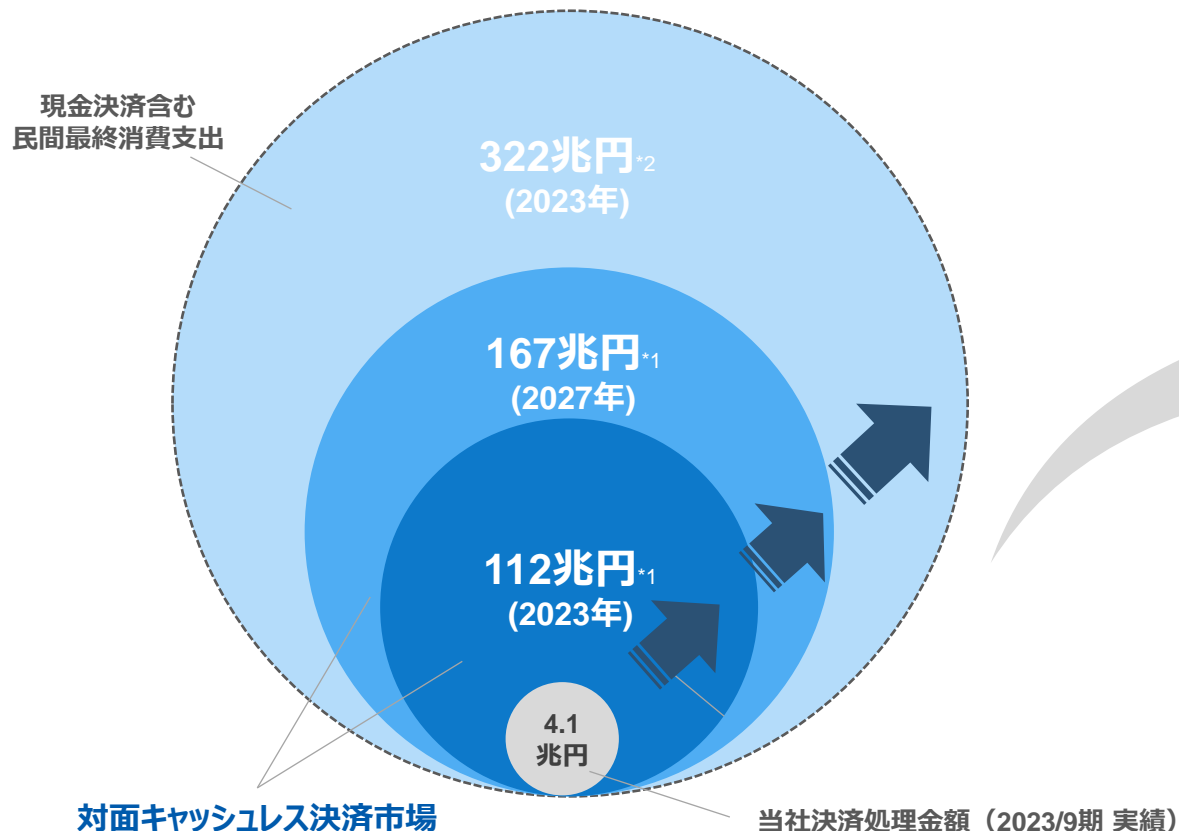 現金決済含む
民間最終消費支出
322兆円*2
(2023年)
167兆円*1
(2027年)
112兆円*1
(2023年)
4.1
兆円
対面キャッシュレス決済市場
当社決済処理金額（2023/9期 実績）